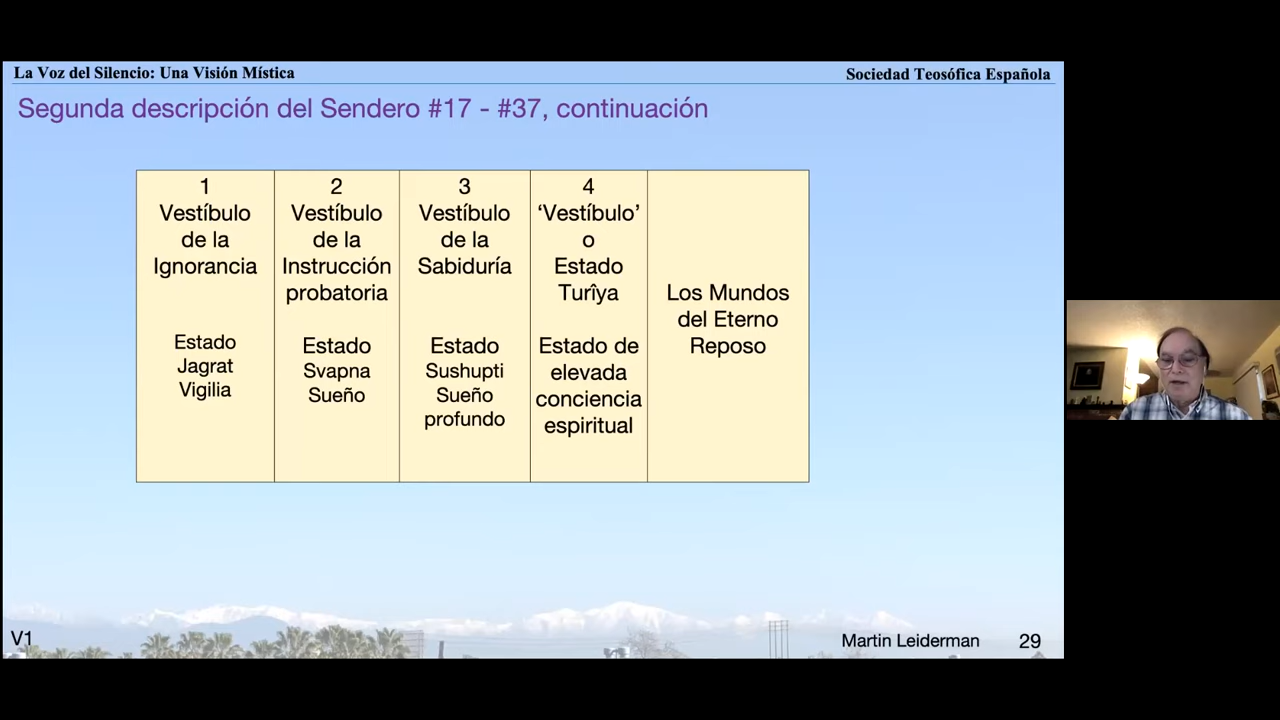 La Voz del Silencio: Una Visión Mística
Sociedad Teosófica Española
Segunda descripción del Sendero #17 - #37, continuación
1
Vestíbulo
de la
Ignorancia
Estado
Jagrat
Vigilia
2
Vestíbulo
de la
Instrucción
probatoria
Estado
Svapna
Sueño
3
Vestíbulo
de la
Sabiduría
Estado
Sushupti
Sueño
profundo
4
‘Vestíbulo’
o
Estado
Turîya
Estado de
elevada
conciencia
espiritual
Los Mundos
del Eterno
Reposo
V1
Martin Leiderman
29